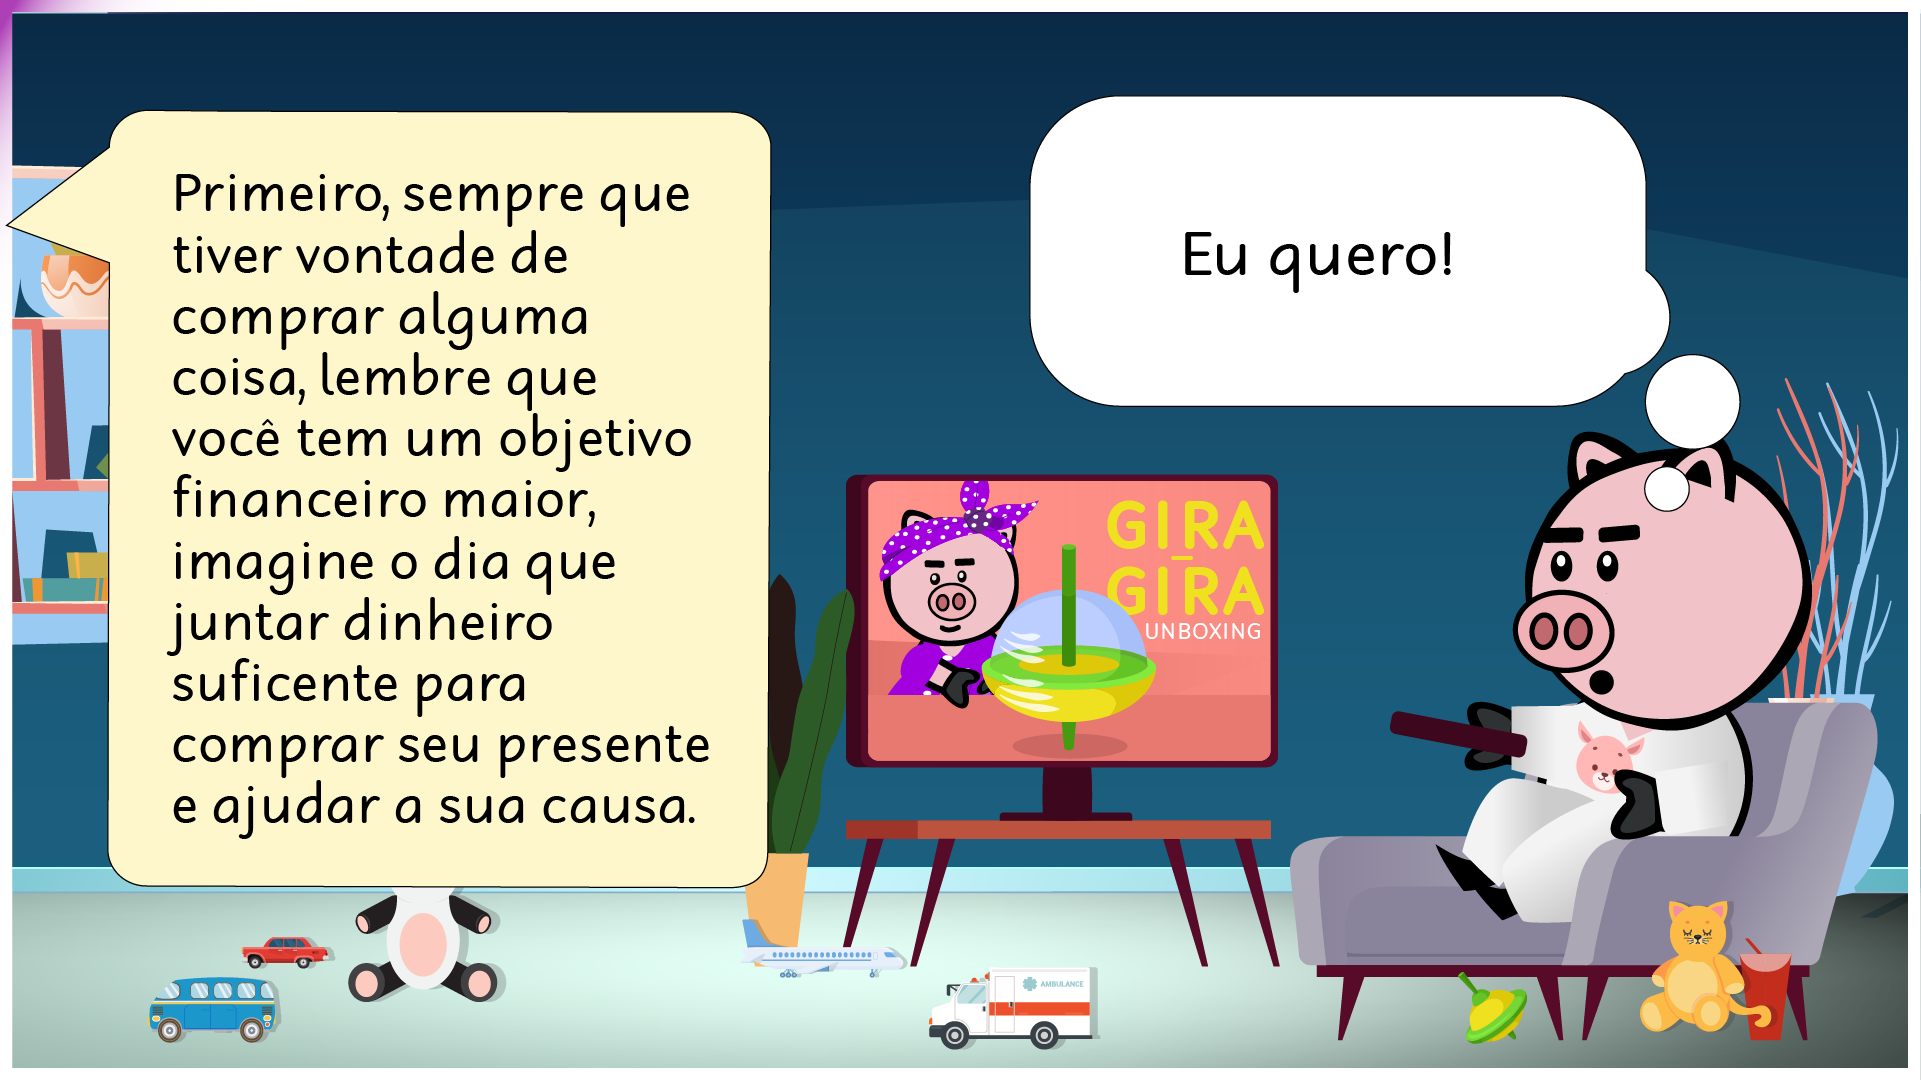 Primeiro, sempre que
tiver vontade de
comprar alguma
coisa, lembre que
você tem um objetivo
financeiro maior,
imagine o dia que
juntar dinheiro
suficente para
comprar seu presente
e ajudar a sua causa.
Eu quero!
GIRA
-
GIRA
UNBOXING
AMBULANCE